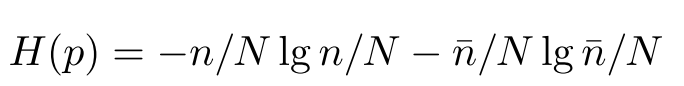 H(p) = −n/N lg n/N − n̄/N lg n̄/N